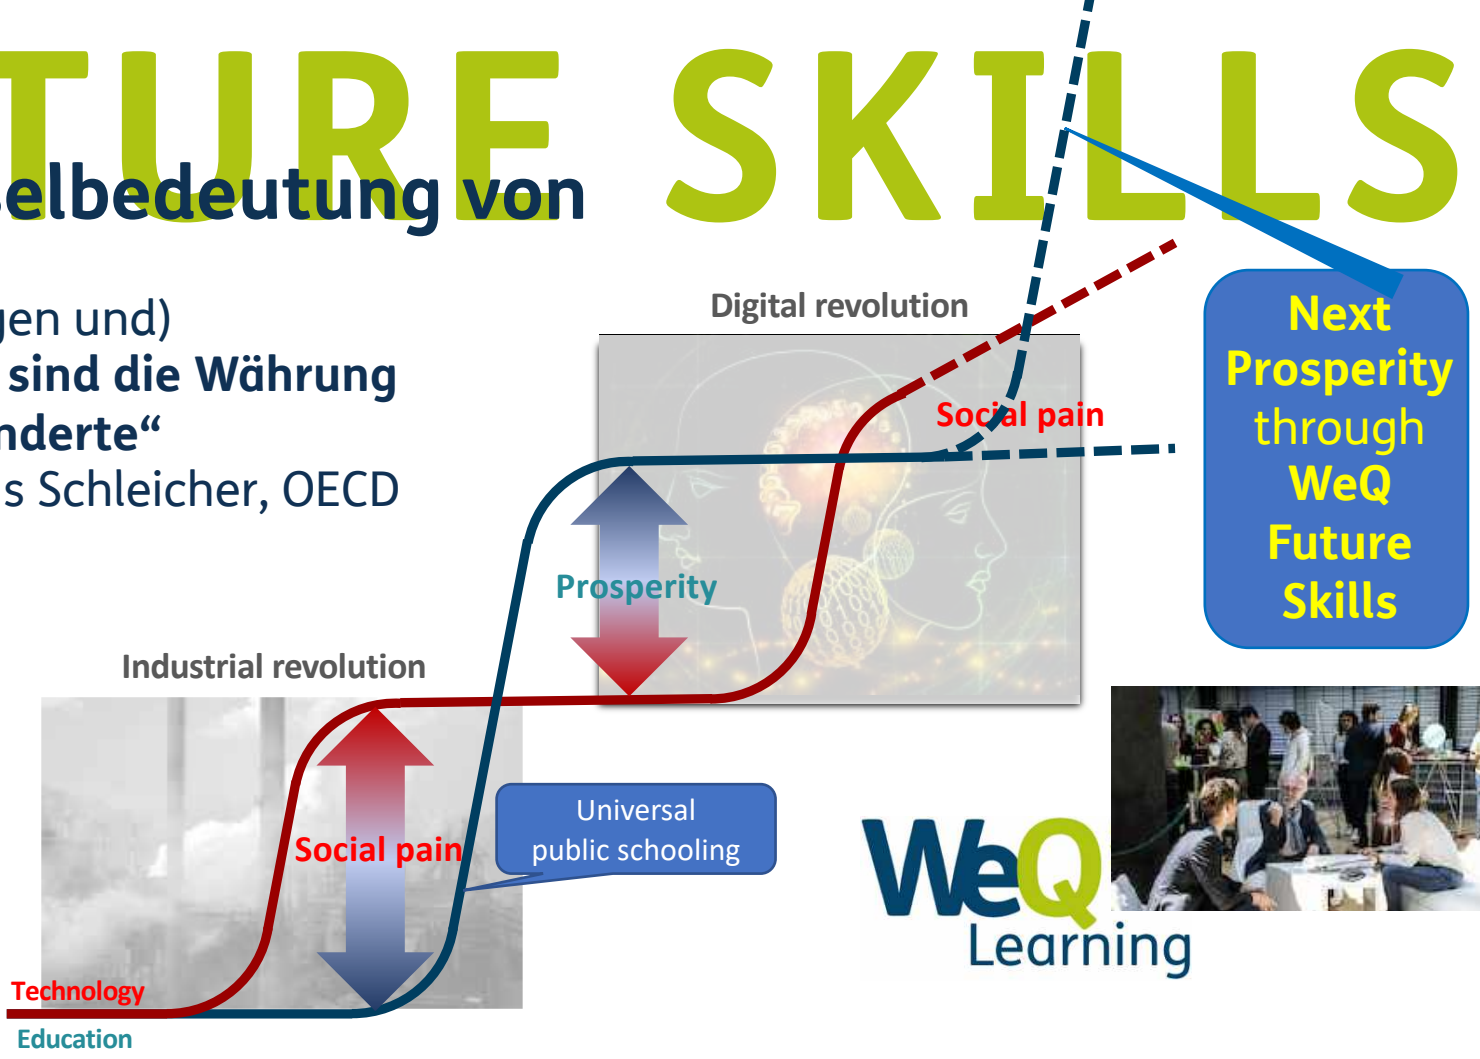 TURE SKILLS
selbedeutung von
gen und)
sind die Währung
nderte“
s Schleicher, OECD
Digital revolution
Social pain
Next
Prosperity
through
WeQ
Future
Skills
Prosperity
Industrial revolution
Universal
public schooling
Social pain
WeQ
Learning
Technology
Education